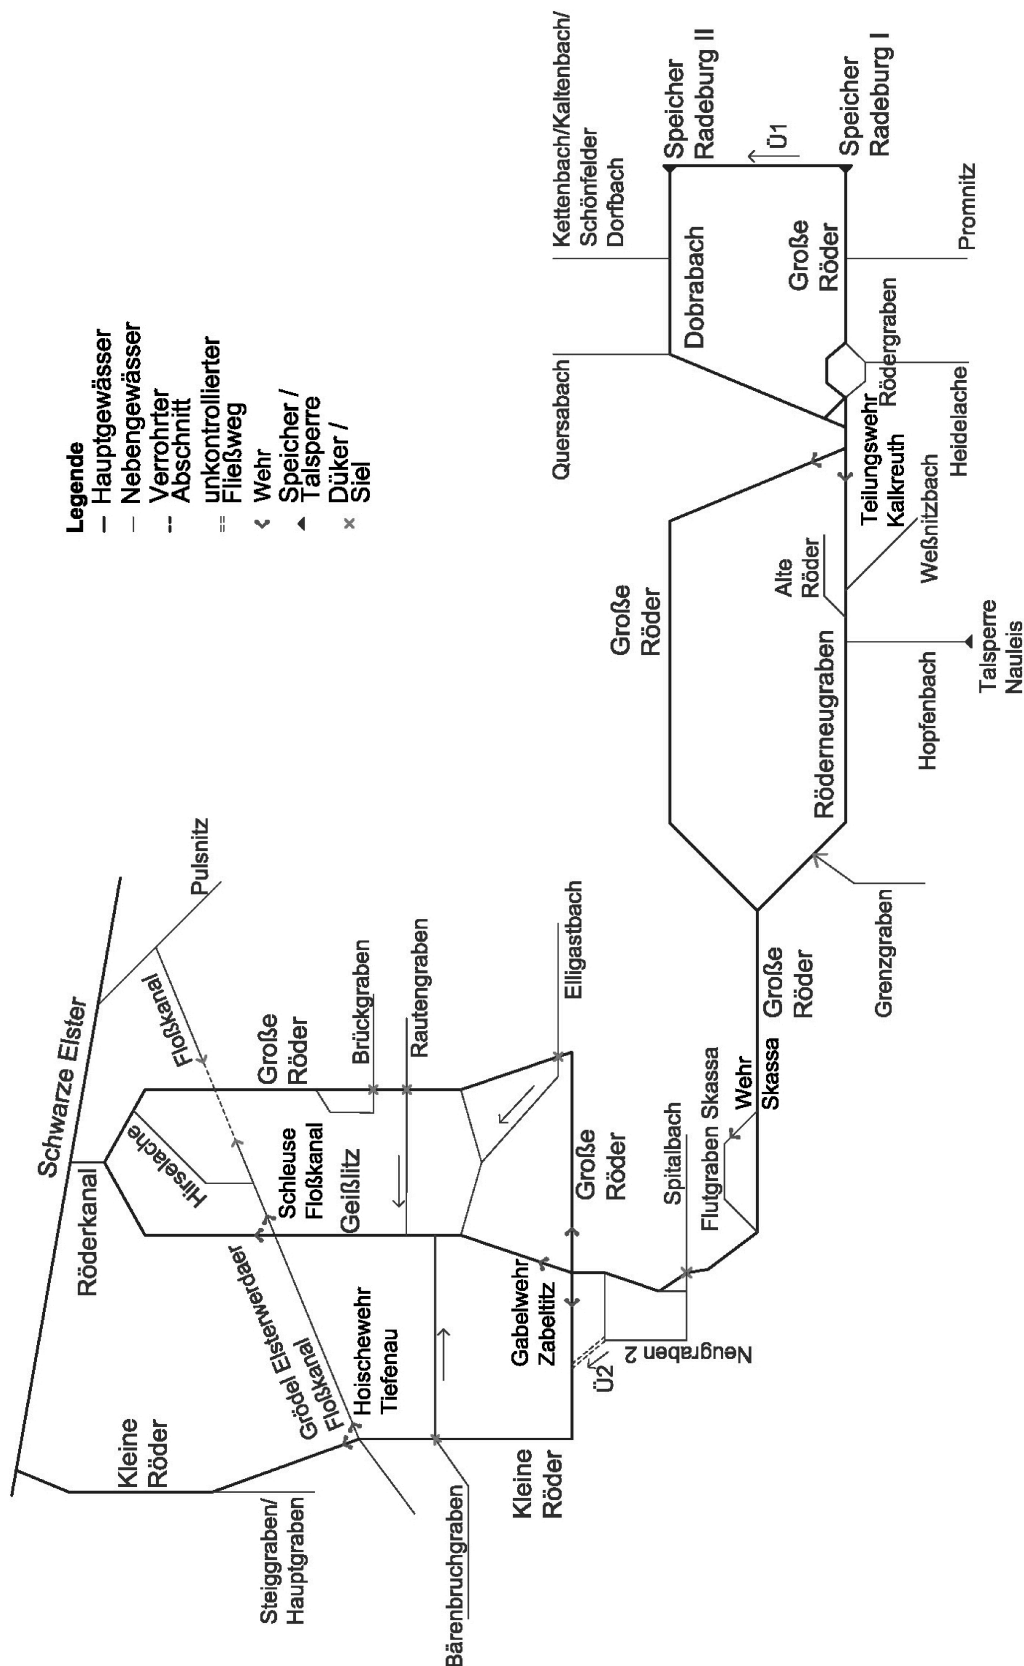 Legende
Hauptgewässer
Nebengewässer
Verrohrter
Abschnitt
unkontrollierter
Fließweg
Wehr
Speicher /
Talsperre
Düker /
Siel
Schwarze Elster
Röderkanal
Kleine
Röder
Steiggraben/
Hauptgraben
Hirselache
Floßkanal
Pulsnitz
Große
Röder
Grödel Elsterwerdaer
Floßkanal
Schleuse
Floßkanal
Geißlitz
Brückgraben
Rautengraben
Hoischewehr
Tiefenau
Bärenbruchgraben
Kleine
Röder
Gabelwehr
Zabeltitz
Große
Röder
Elligastbach
Ü2
Neugraben 2
Spitalbach
Flutgraben Skassa
Wehr
Skassa
Große
Röder
Grenzgraben
Röderneugraben
Große
Röder
Alte
Röder
Hopfenbach
Talsperre
Nauleis
Weßnitzbach
Teilungswehr
Kalkreuth
Quersabach
Dobrabach
Kettenbach/Kaltenbach/
Schönfelder
Dorfbach
Große
Röder
Rödergraben
Heidelache
Promnitz
Speicher
Radeburg II
Ü1
Speicher
Radeburg I